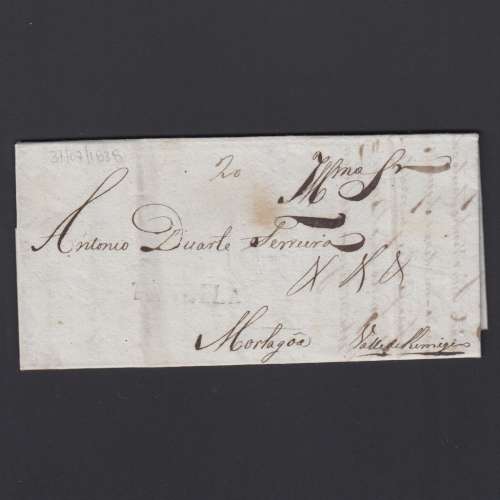 31/07/1838
20
Illmo Sr
Antonio Duarte Ferreira
& & &
Mortagôa Valle de Remigio